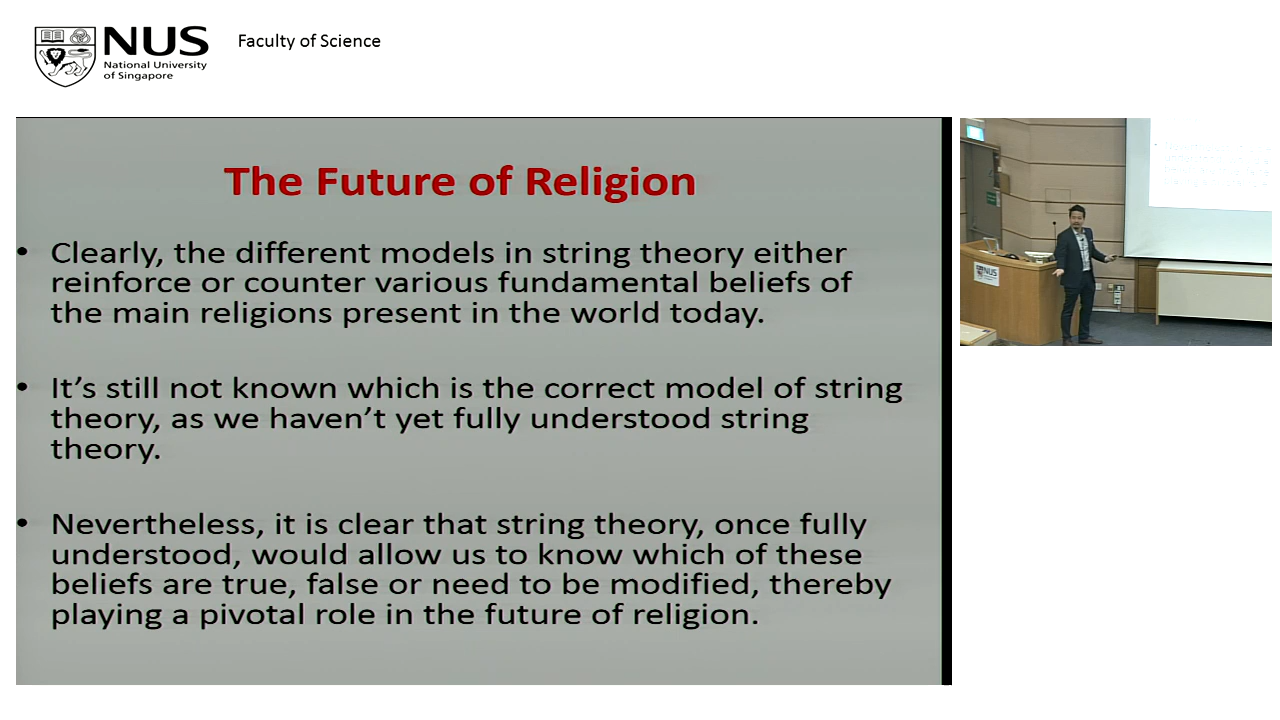 NUS
National University
of Singapore
Faculty of Science
The Future of Religion
• Clearly, the different models in string theory either
reinforce or counter various fundamental beliefs of
the main religions present in the world today.
• It’s still not known which is the correct model of string
theory, as we haven’t yet fully understood string
theory.
• Nevertheless, it is clear that string theory, once fully
understood, would allow us to know which of these
beliefs are true, false or need to be modified, thereby
playing a pivotal role in the future of religion.
NUS